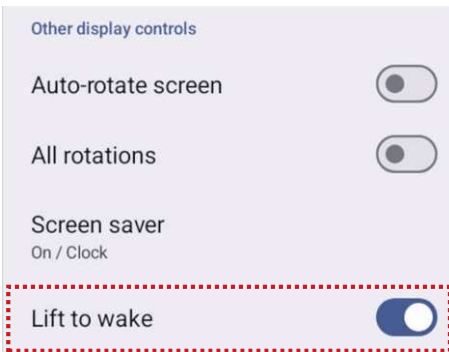 Other display controls
Auto-rotate screen
All rotations
Screen saver
On / Clock
Lift to wake